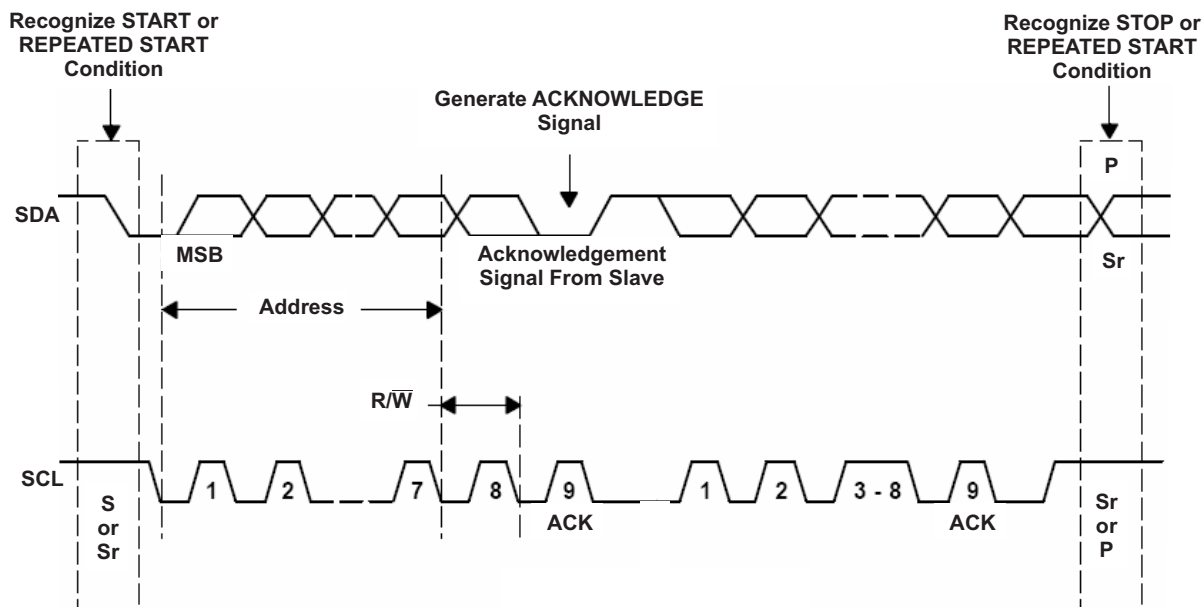 Recognize START or
REPEATED START
Condition
Recognize STOP or
REPEATED START
Condition
Generate ACKNOWLEDGE
Signal
P
SDA
MSB
Acknowledgement
Signal From Slave
Sr
Address
R/W̅
SCL
1 2 7 8 9 1 2 3 - 8 9
ACK ACK
S
or
Sr
Sr
or
P